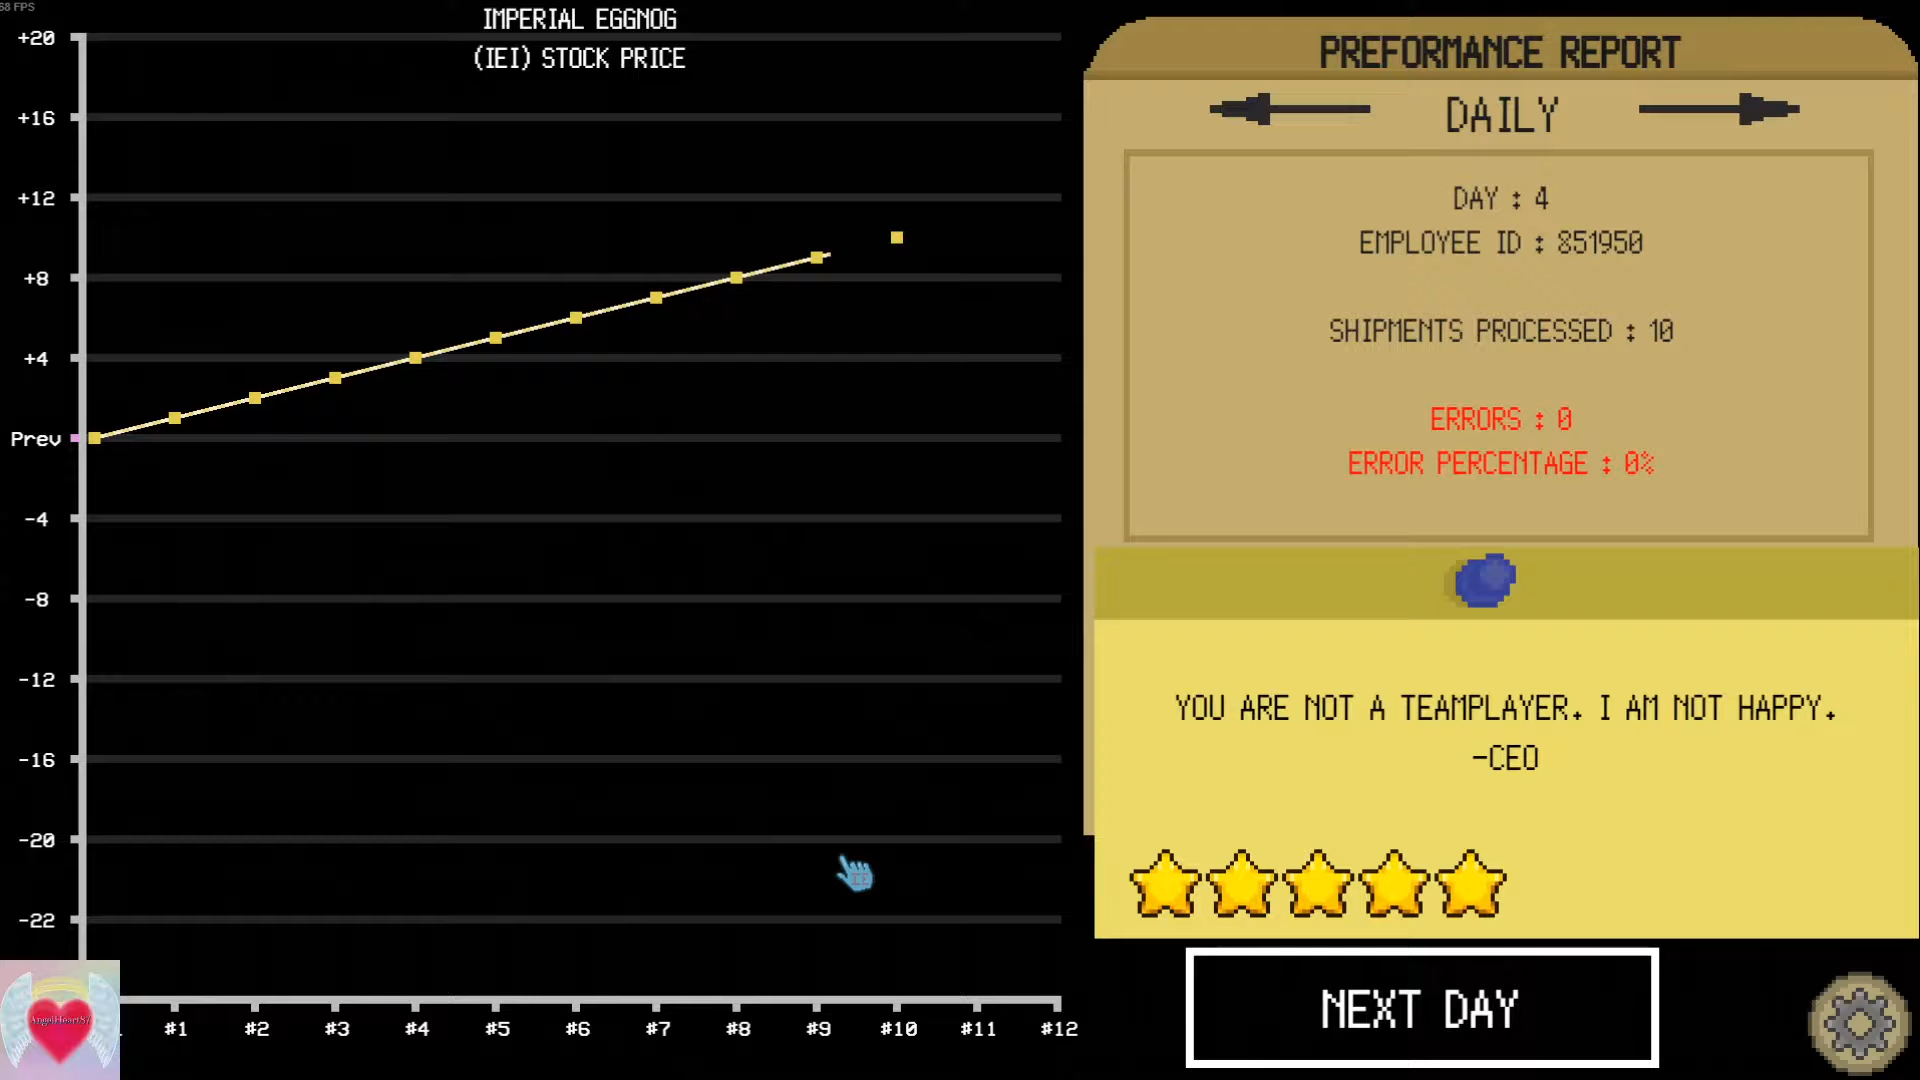 68 FPS
IMPERIAL EGGNOG
(IEI) STOCK PRICE
+20
+16
+12
+8
+4
Prev
-4
-8
-12
-16
-20
-22
#1 #2 #3 #4 #5 #6 #7 #8 #9 #10 #11 #12
AngelHeart87
PREFORMANCE REPORT
DAILY
DAY : 4
EMPLOYEE ID : 851950
SHIPMENTS PROCESSED : 10
ERRORS : 0
ERROR PERCENTAGE : 0%
YOU ARE NOT A TEAMPLAYER. I AM NOT HAPPY.
-CEO
NEXT DAY